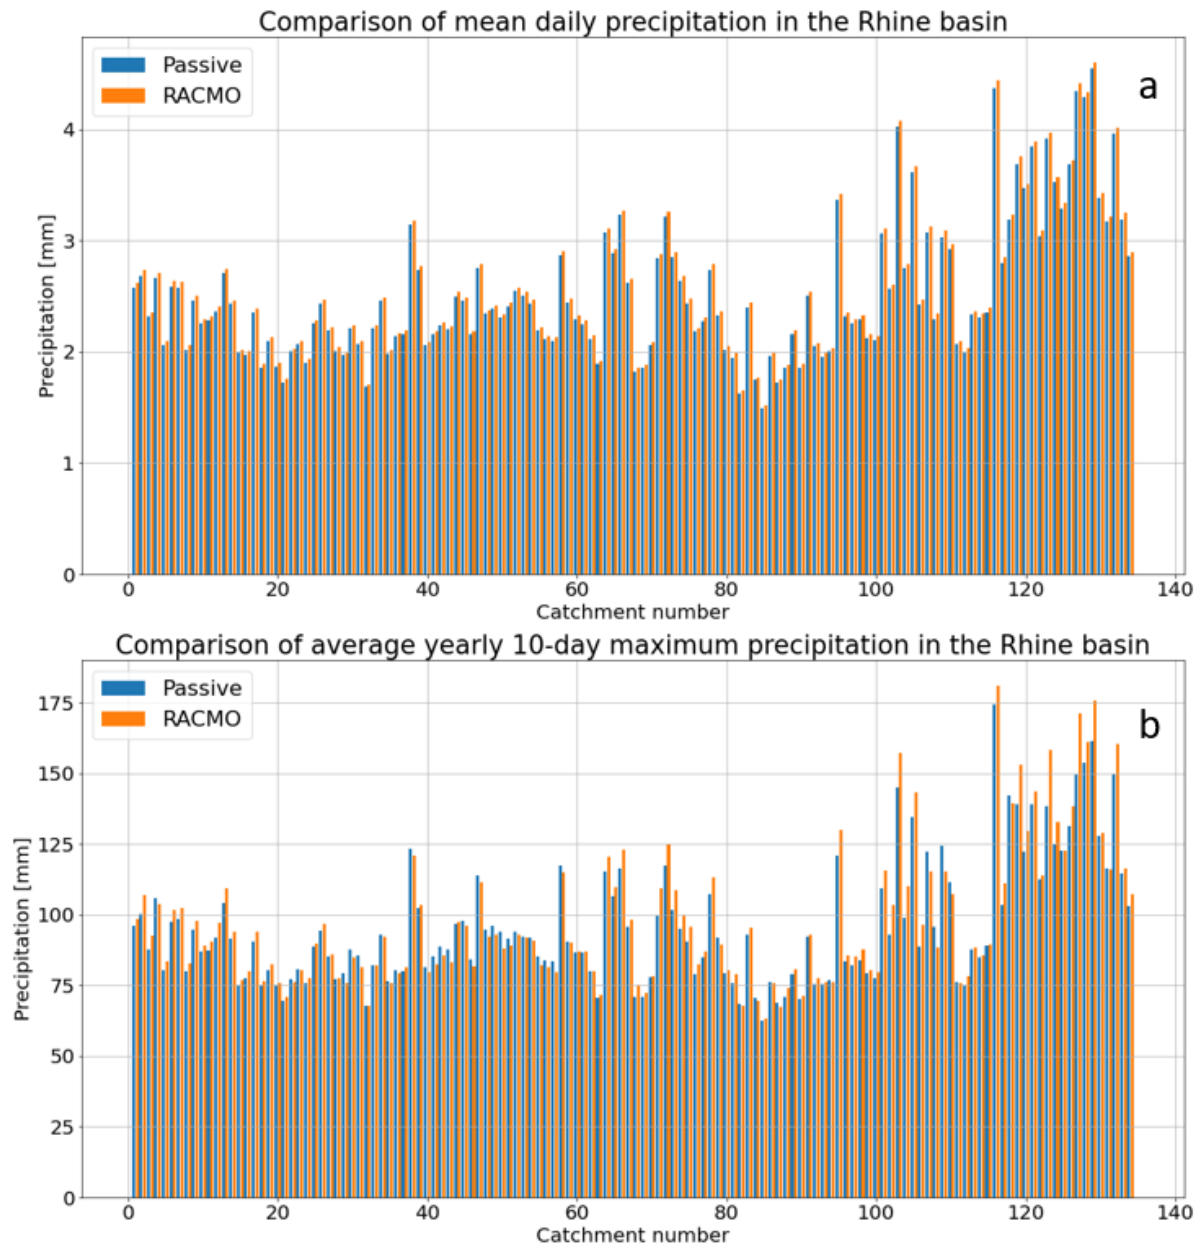 Comparison of mean daily precipitation in the Rhine basin
Passive
RACMO
a
Precipitation [mm]
4
3
2
1
0
0 20 40 60 80 100 120 140
Catchment number
Comparison of average yearly 10-day maximum precipitation in the Rhine basin
Passive
RACMO
b
Precipitation [mm]
175
150
125
100
75
50
25
0
0 20 40 60 80 100 120 140
Catchment number